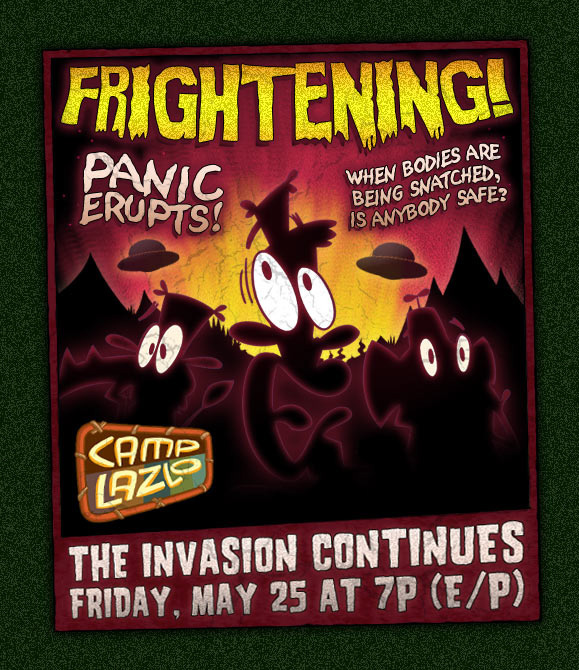 FRIGHTENING!
PANIC
ERUPTS!
WHEN BODIES ARE
BEING SNATCHED,
IS ANYBODY SAFE?
CAMP
LAZLO
THE INVASION CONTINUES
FRIDAY, MAY 25 AT 7P (E/P)